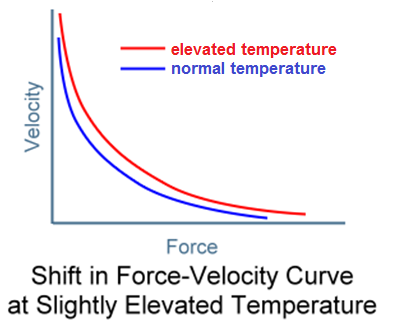 elevated temperature
normal temperature
Velocity
Force
Shift in Force-Velocity Curve
at Slightly Elevated Temperature